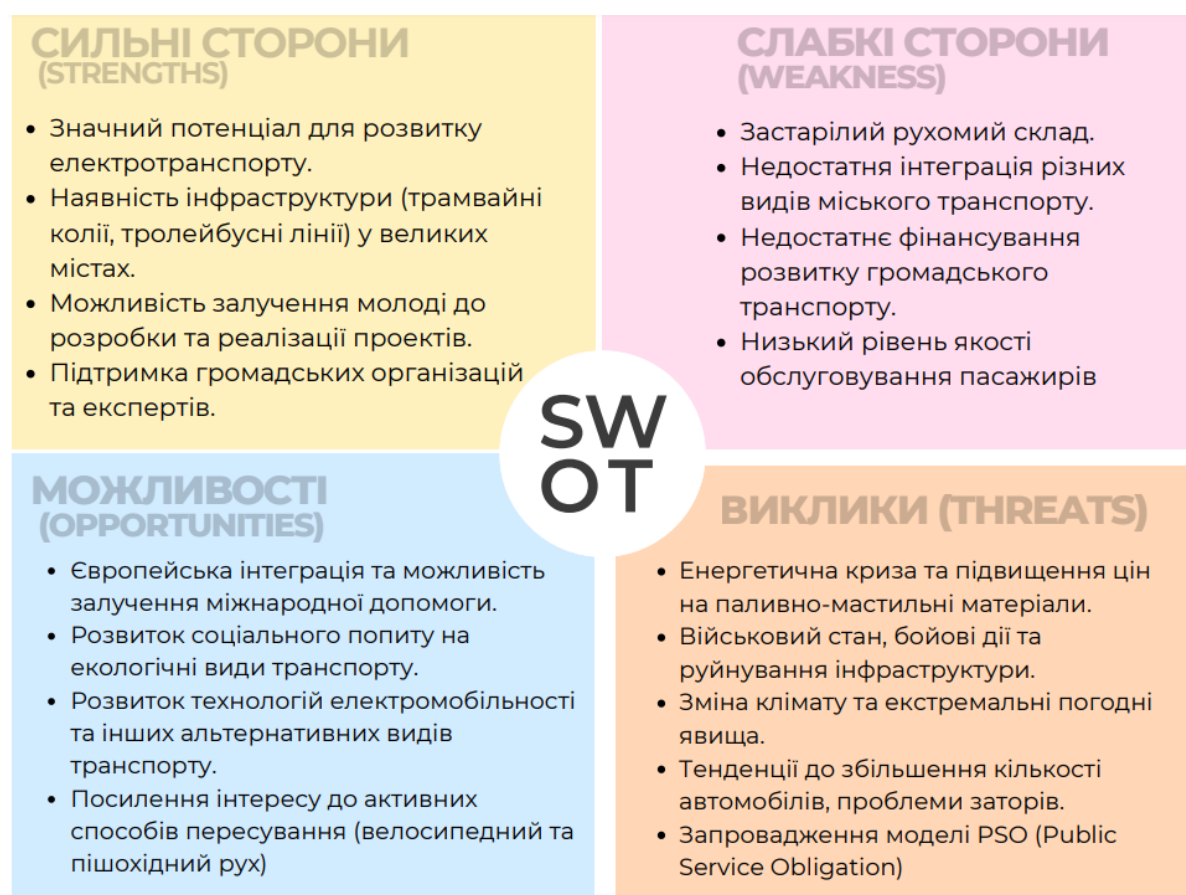 СИЛЬНІ СТОРОНИ
(STRENGTHS)
• Значний потенціал для розвитку
електротранспорту.
• Наявність інфраструктури (трамвайні
колії, тролейбусні лінії) у великих
містах.
• Можливість залучення молоді до
розробки та реалізації проектів.
• Підтримка громадських організацій
та експертів.
СЛАБКІ СТОРОНИ
(WEAKNESS)
• Застарілий рухомий склад.
• Недостатня інтеграція різних
видів міського транспорту.
• Недостатнє фінансування
розвитку громадського
транспорту.
• Низький рівень якості
обслуговування пасажирів
SW
OT
МОЖЛИВОСТІ
(OPPORTUNITIES)
• Європейська інтеграція та можливість
залучення міжнародної допомоги.
• Розвиток соціального попиту на
екологічні види транспорту.
• Розвиток технологій електромобільності
та інших альтернативних видів
транспорту.
• Посилення інтересу до активних
способів пересування (велосипедний та
пішохідний рух)
ВИКЛИКИ (THREATS)
• Енергетична криза та підвищення цін
на паливно-мастильні матеріали.
• Військовий стан, бойові дії та
руйнування інфраструктури.
• Зміна клімату та екстремальні погодні
явища.
• Тенденції до збільшення кількості
автомобілів, проблеми заторів.
• Запровадження моделі PSO (Public
Service Obligation)